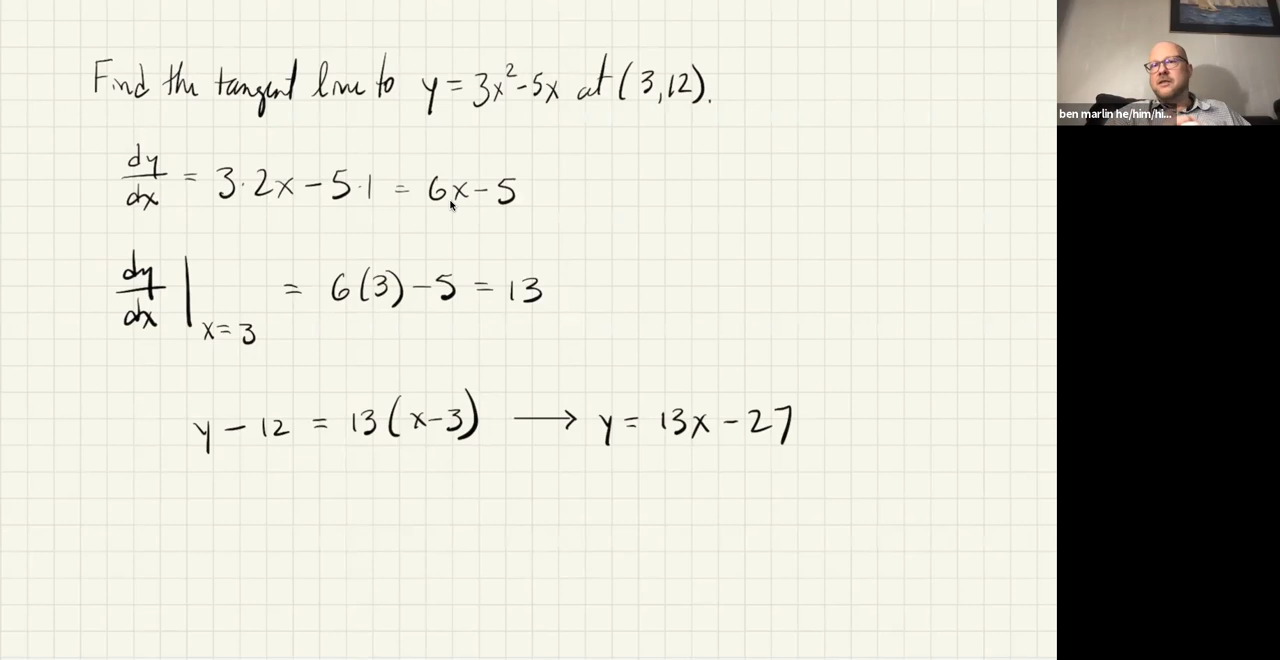 Find the tangent line to y = 3x² - 5x at (3,12).
dy/dx = 3·2x - 5·1 = 6x - 5
dy/dx |x=3 = 6(3) - 5 = 13
y - 12 = 13(x-3) ⟶ y = 13x - 27
ben marlin he/him/hi...